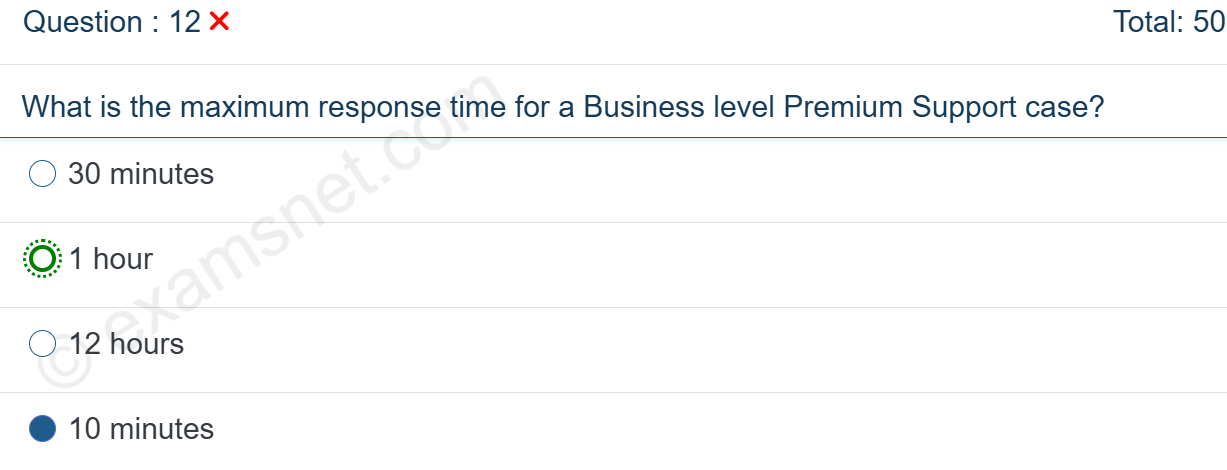 Question : 12
Total: 50
What is the maximum response time for a Business level Premium Support case?
30 minutes
1 hour
12 hours
10 minutes
© examsnet.com